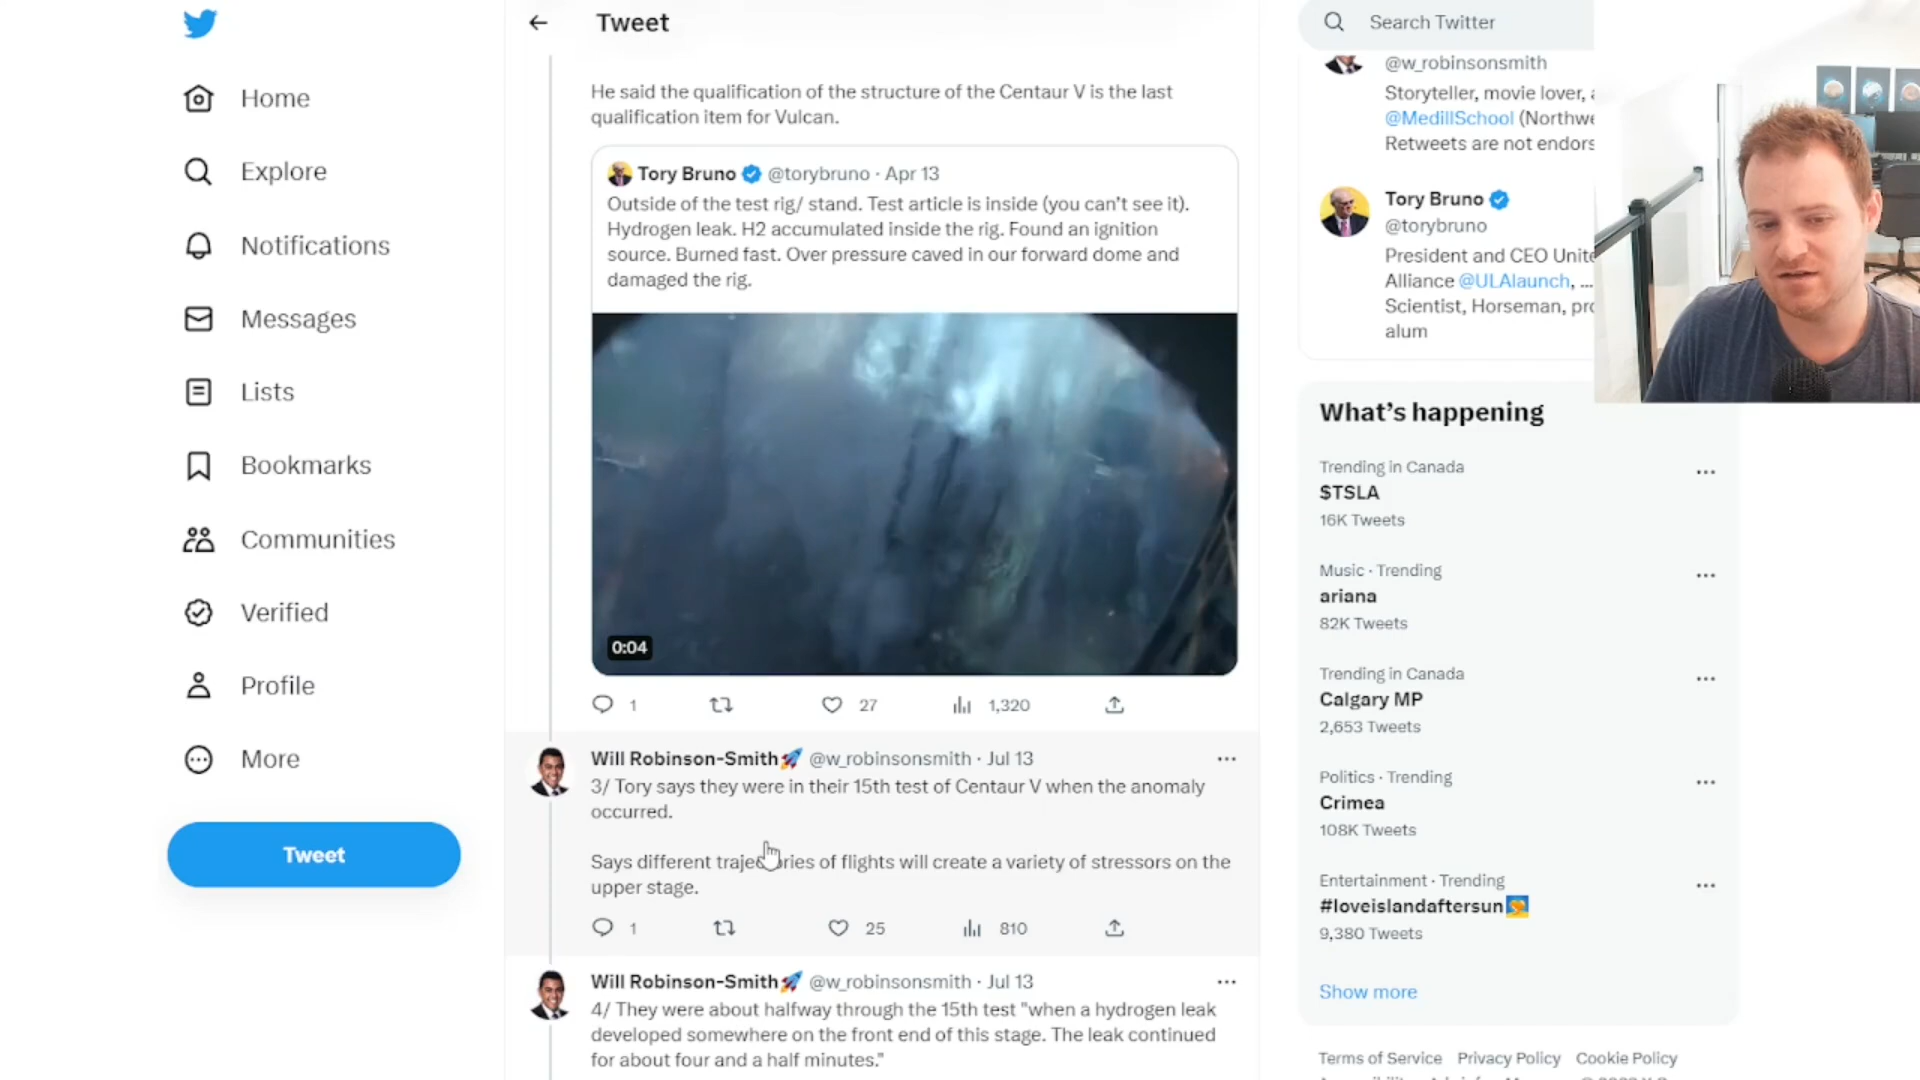 Home
Explore
Notifications
Messages
Lists
Bookmarks
Communities
Verified
Profile
More
Tweet
Tweet
He said the qualification of the structure of the Centaur V is the last
qualification item for Vulcan.
Tory Bruno @torybruno · Apr 13
Outside of the test rig/ stand. Test article is inside (you can't see it).
Hydrogen leak. H2 accumulated inside the rig. Found an ignition
source. Burned fast. Over pressure caved in our forward dome and
damaged the rig.
0:04
1 27 1,320
Will Robinson-Smith🚀 @w_robinsonsmith · Jul 13
3/ Tory says they were in their 15th test of Centaur V when the anomaly
occurred.
Says different trajectories of flights will create a variety of stressors on the
upper stage.
1 25 810
Will Robinson-Smith🚀 @w_robinsonsmith · Jul 13
4/ They were about halfway through the 15th test "when a hydrogen leak
developed somewhere on the front end of this stage. The leak continued
for about four and a half minutes."
Search Twitter
@w_robinsonsmith
Storyteller, movie lover,
@MedillSchool (Northwe
Retweets are not endors
Tory Bruno
@torybruno
President and CEO Unite
Alliance @ULAlaunch, ...
Scientist, Horseman, pro
alum
What's happening
Trending in Canada
$TSLA
16K Tweets
Music · Trending
ariana
82K Tweets
Trending in Canada
Calgary MP
2,653 Tweets
Politics · Trending
Crimea
108K Tweets
Entertainment · Trending
#loveislandaftersun
9,380 Tweets
Show more
Terms of Service Privacy Policy Cookie Policy